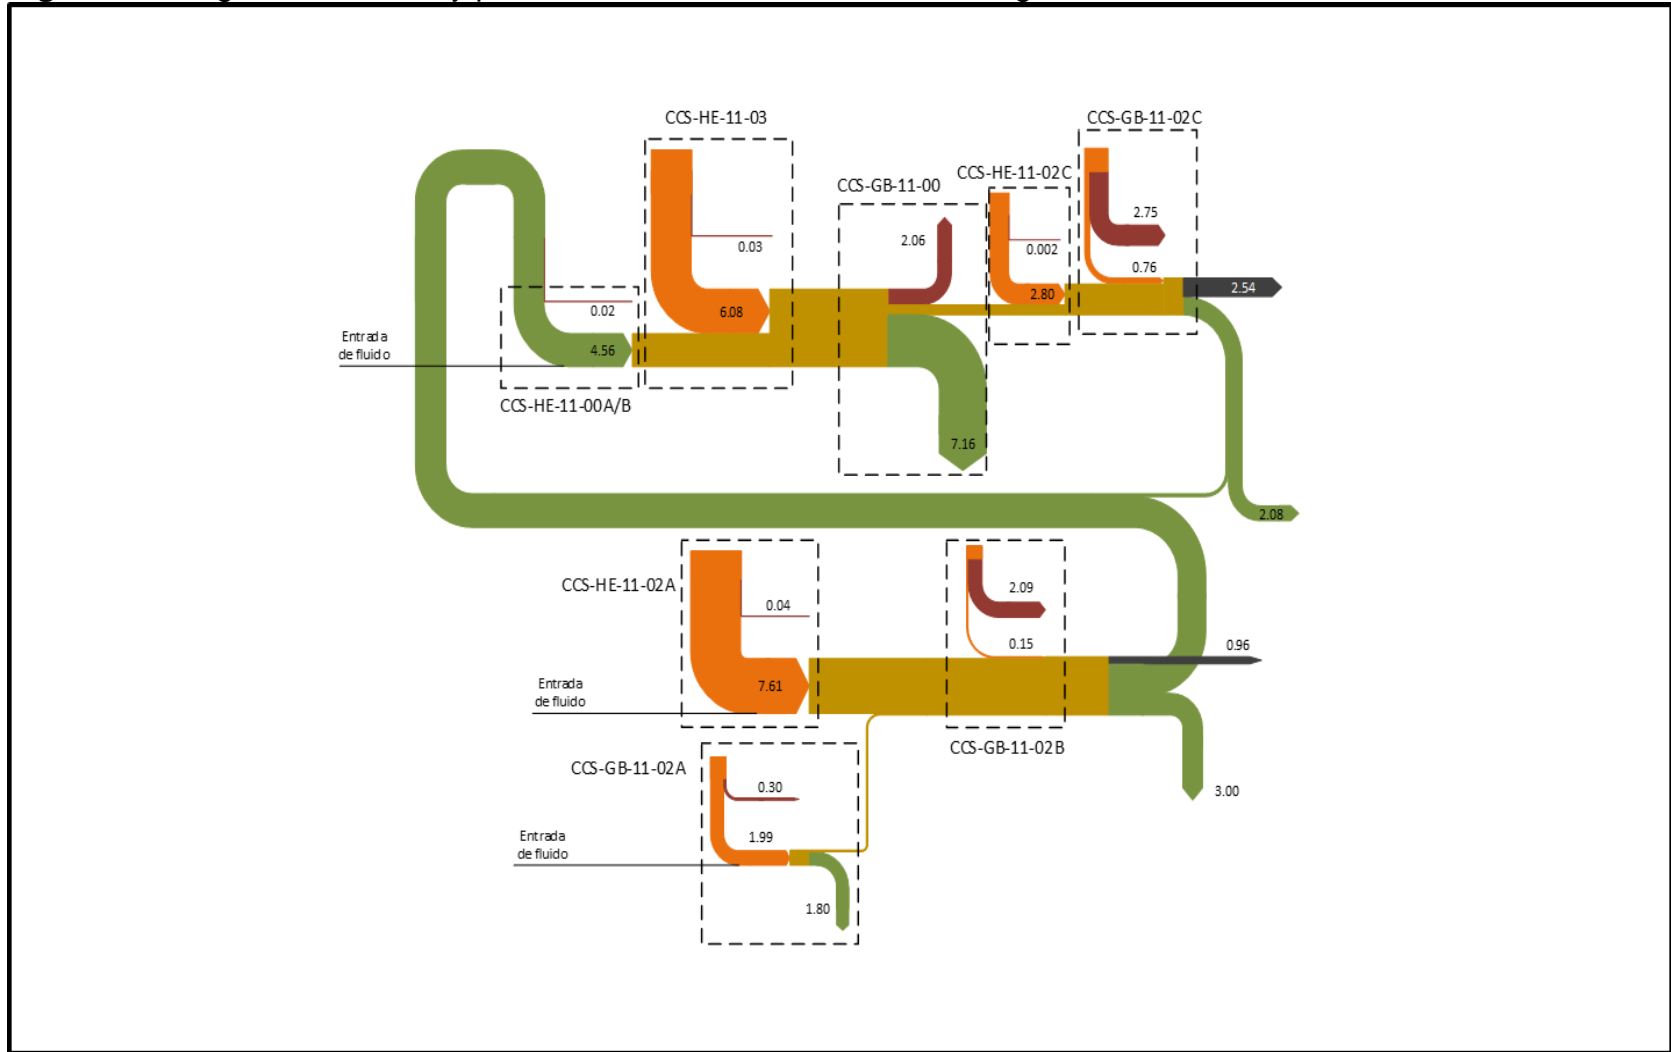 CCS-HE-11-03
CCS-GB-11-02C
CCS-HE-11-02C
CCS-GB-11-00
2.75
2.06
0.03
0.002
0.76
2.54
2.80
0.02
6.08
Entrada
de fluido
4.56
CCS-HE-11-00A/B
7.16
2.08
CCS-HE-11-02A
0.04
2.09
0.15
0.96
Entrada
de fluido
7.61
CCS-GB-11-02B
CCS-GB-11-02A
0.30
3.00
Entrada
de fluido
1.99
1.80